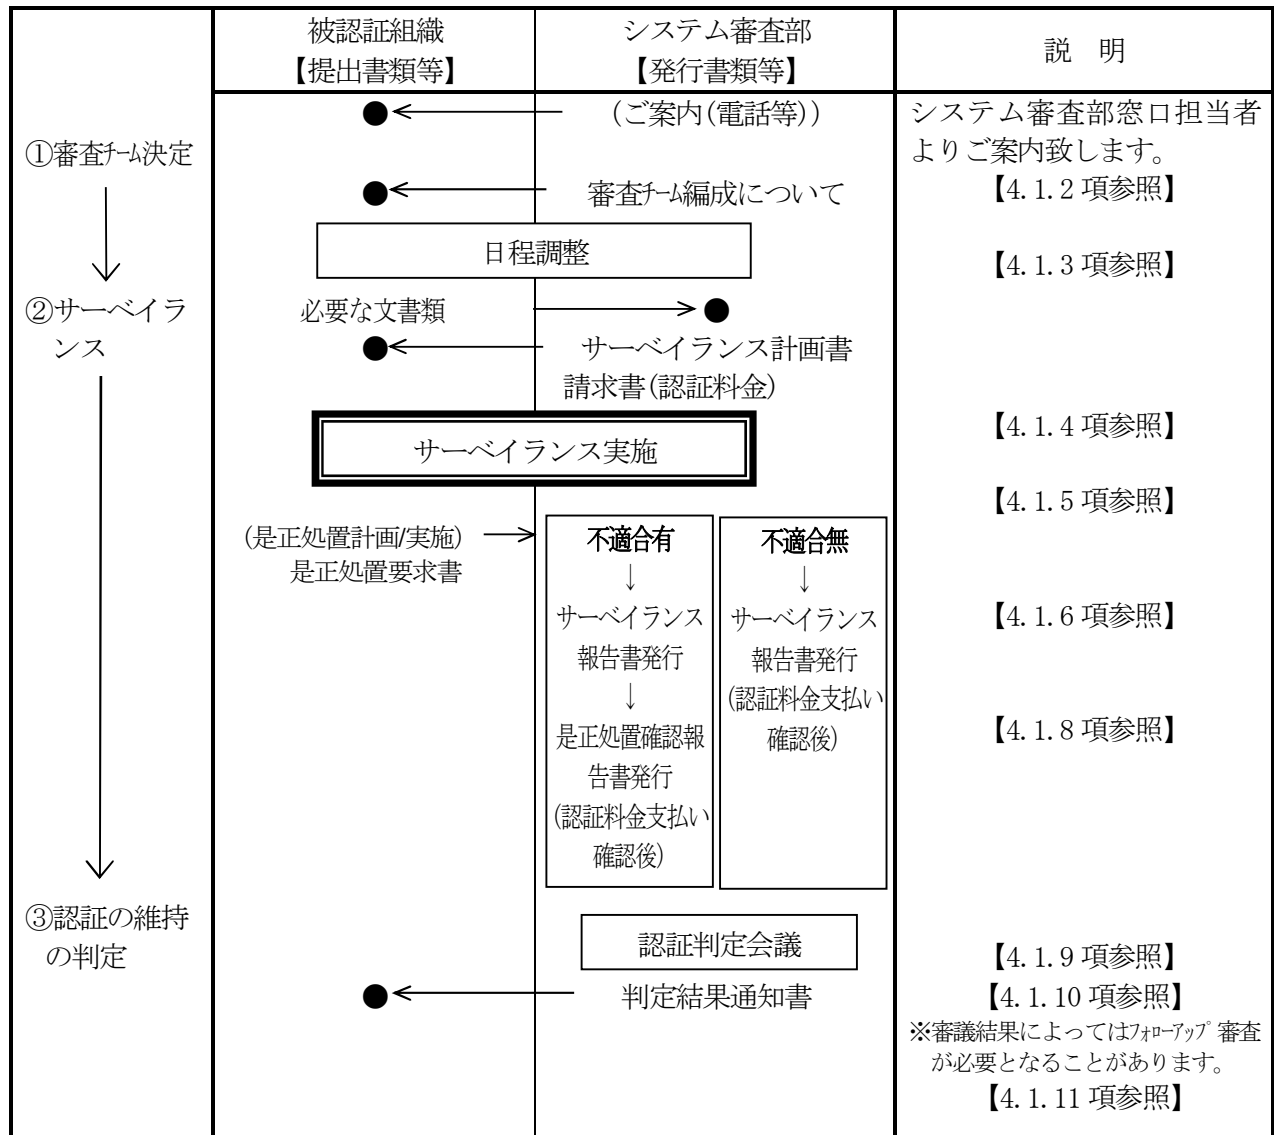 被認証組織
【提出書類等】
システム審査部
【発行書類等】
説 明
(ご案内(電話等))
システム審査部窓口担当者
よりご案内致します。
①審査ﾁｰﾑ決定
審査ﾁｰﾑ編成について
【4.1.2 項参照】
日程調整
【4.1.3 項参照】
②サーベイラ
ンス
必要な文書類
サーベイランス計画書
請求書(認証料金)
サーベイランス実施
【4.1.4 項参照】
【4.1.5 項参照】
(是正処置計画/実施)
是正処置要求書
不適合有
↓
サーベイランス
報告書発行
↓
是正処置確認報
告書発行
(認証料金支払い
確認後)
不適合無
↓
サーベイランス
報告書発行
(認証料金支払い
確認後)
【4.1.6 項参照】
【4.1.8 項参照】
③認証の維持
の判定
認証判定会議
【4.1.9 項参照】
判定結果通知書
【4.1.10 項参照】
※審議結果によってはﾌｫﾛｰｱｯﾌﾟ審査
が必要となることがあります。
【4.1.11 項参照】